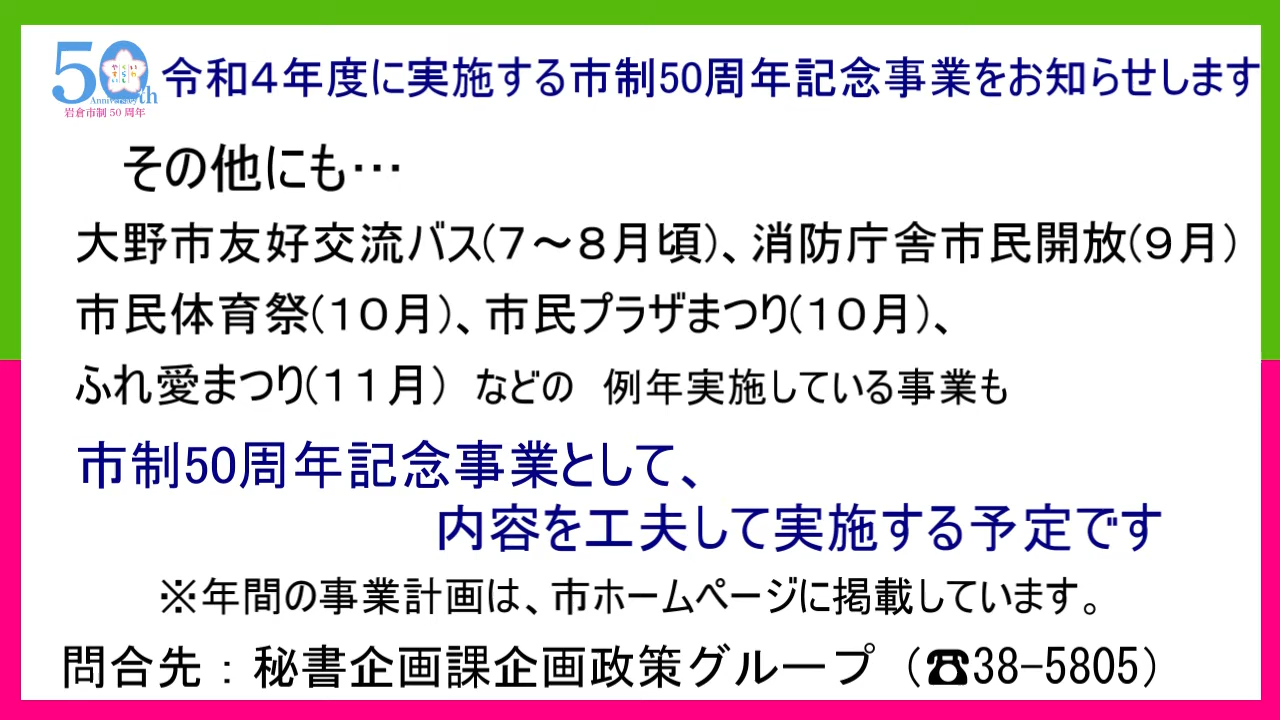 50th
Anniversary
いわくらしやすい
岩倉市制50周年
令和４年度に実施する市制50周年記念事業をお知らせします
その他にも…
大野市友好交流バス(７～８月頃)、消防庁舎市民開放(９月)
市民体育祭(１０月)、市民プラザまつり(１０月)、
ふれ愛まつり(１１月) などの 例年実施している事業も
市制50周年記念事業として、
内容を工夫して実施する予定です
※年間の事業計画は、市ホームページに掲載しています。
問合先：秘書企画課企画政策グループ（☎38-5805）